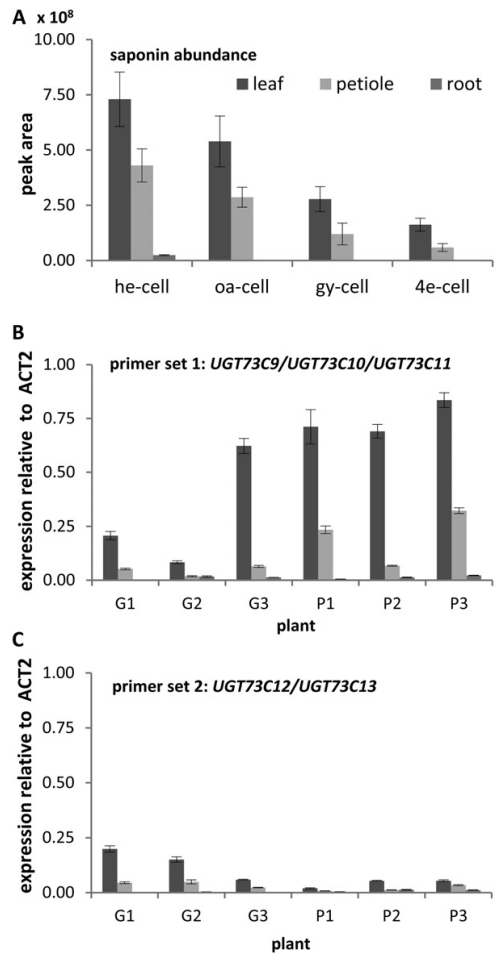 A x 10⁸
10.00
saponin abundance
leaf petiole root
7.50
peak area
5.00
2.50
0.00
he-cell oa-cell gy-cell 4e-cell
B
1.00
primer set 1: UGT73C9/UGT73C10/UGT73C11
expression relative to ACT2
0.75
0.50
0.25
0.00
G1 G2 G3 P1 P2 P3
plant
C
1.00
primer set 2: UGT73C12/UGT73C13
expression relative to ACT2
0.75
0.50
0.25
0.00
G1 G2 G3 P1 P2 P3
plant